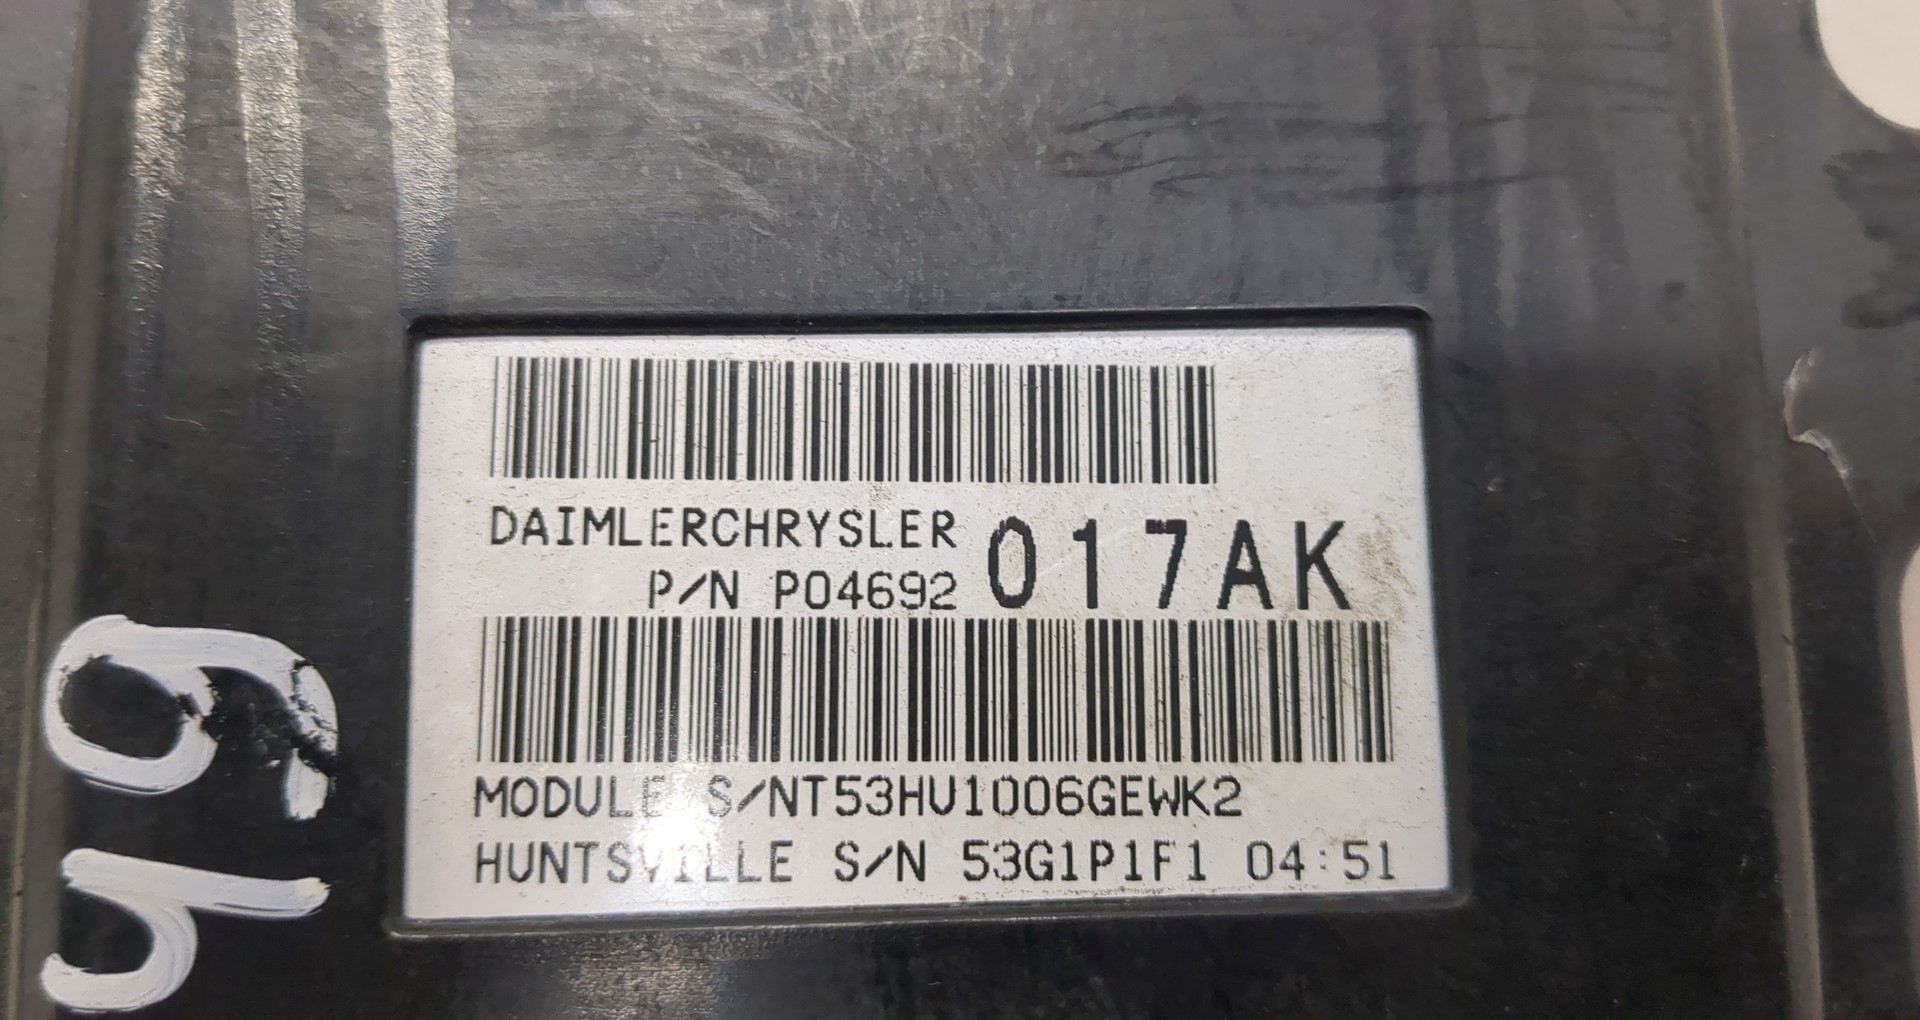 DAIMLERCHRYSLER
P/N P04692 017AK
MODULE S/NT53HU1006GEWK2
HUNTSVILLE S/N 53G1P1F1 04:51